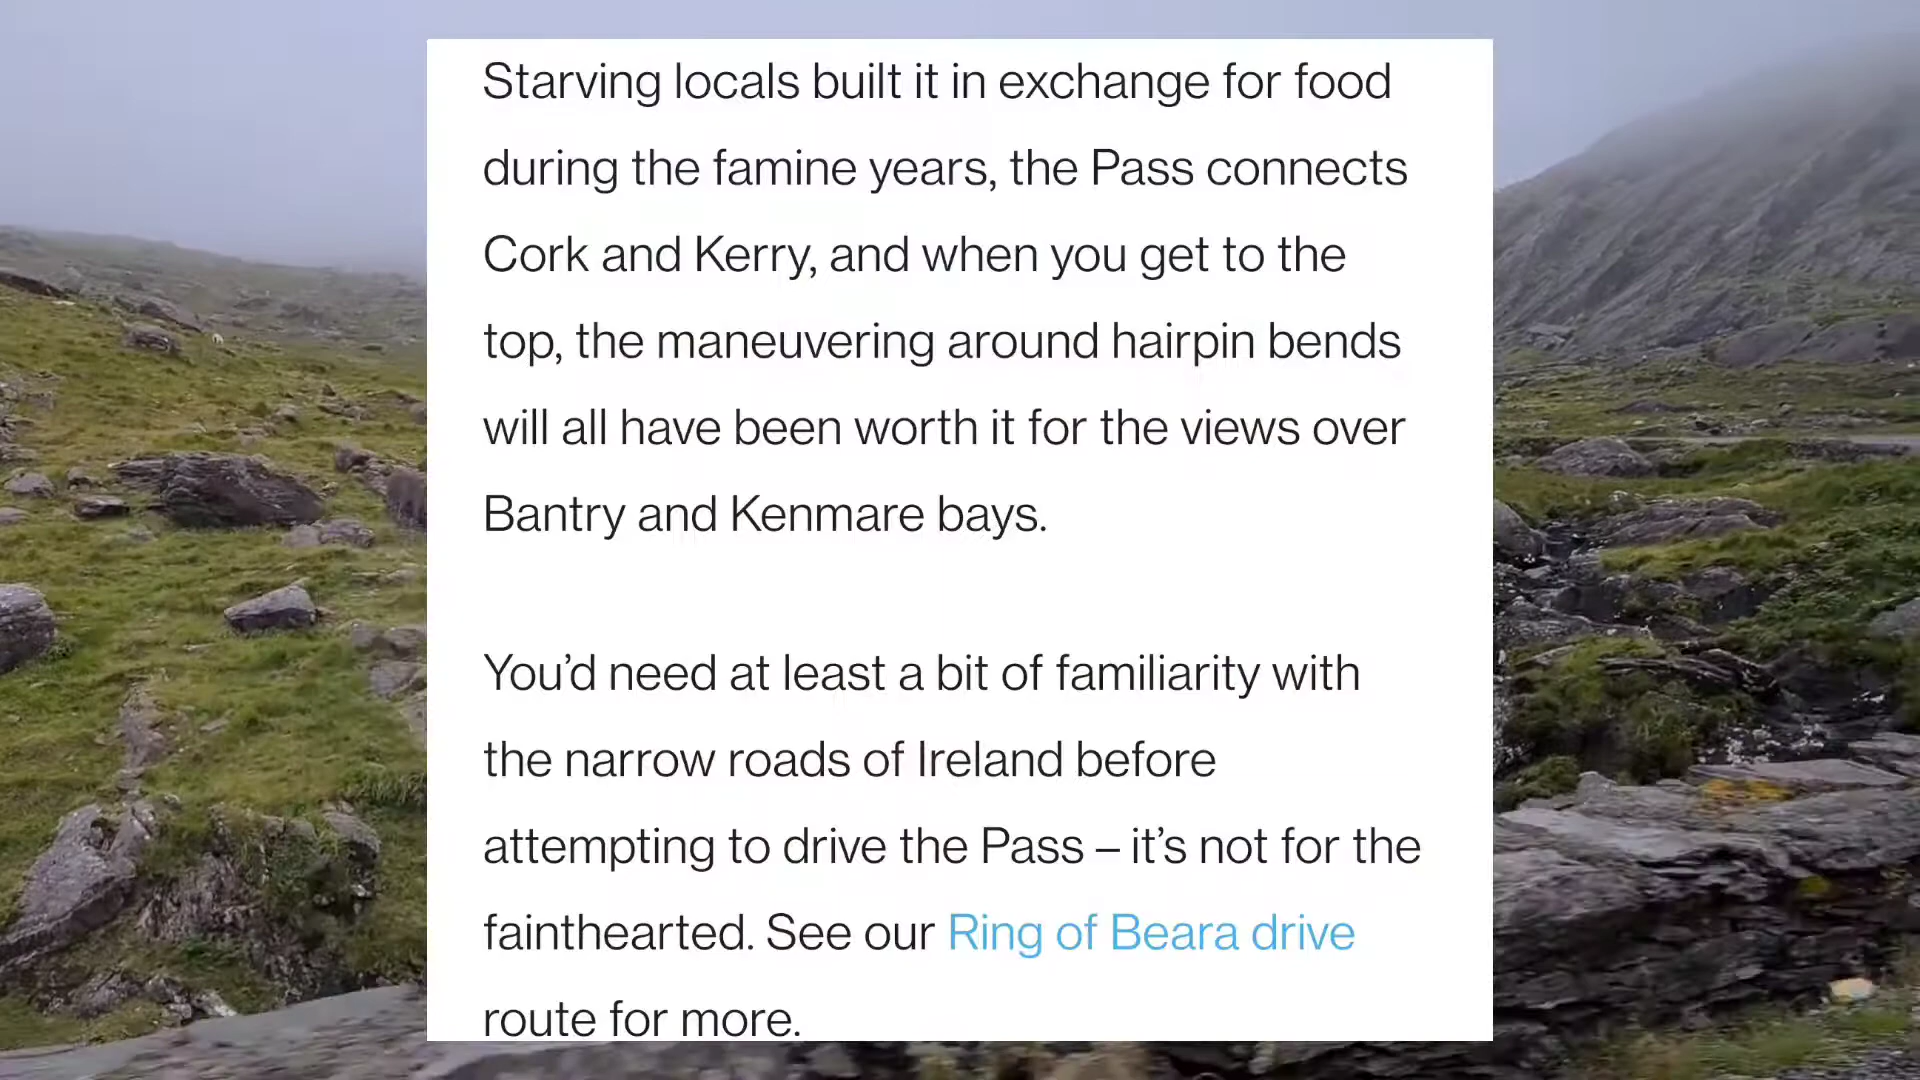 Starving locals built it in exchange for food
during the famine years, the Pass connects
Cork and Kerry, and when you get to the
top, the maneuvering around hairpin bends
will all have been worth it for the views over
Bantry and Kenmare bays.
You’d need at least a bit of familiarity with
the narrow roads of Ireland before
attempting to drive the Pass – it’s not for the
fainthearted. See our Ring of Beara drive
route for more.